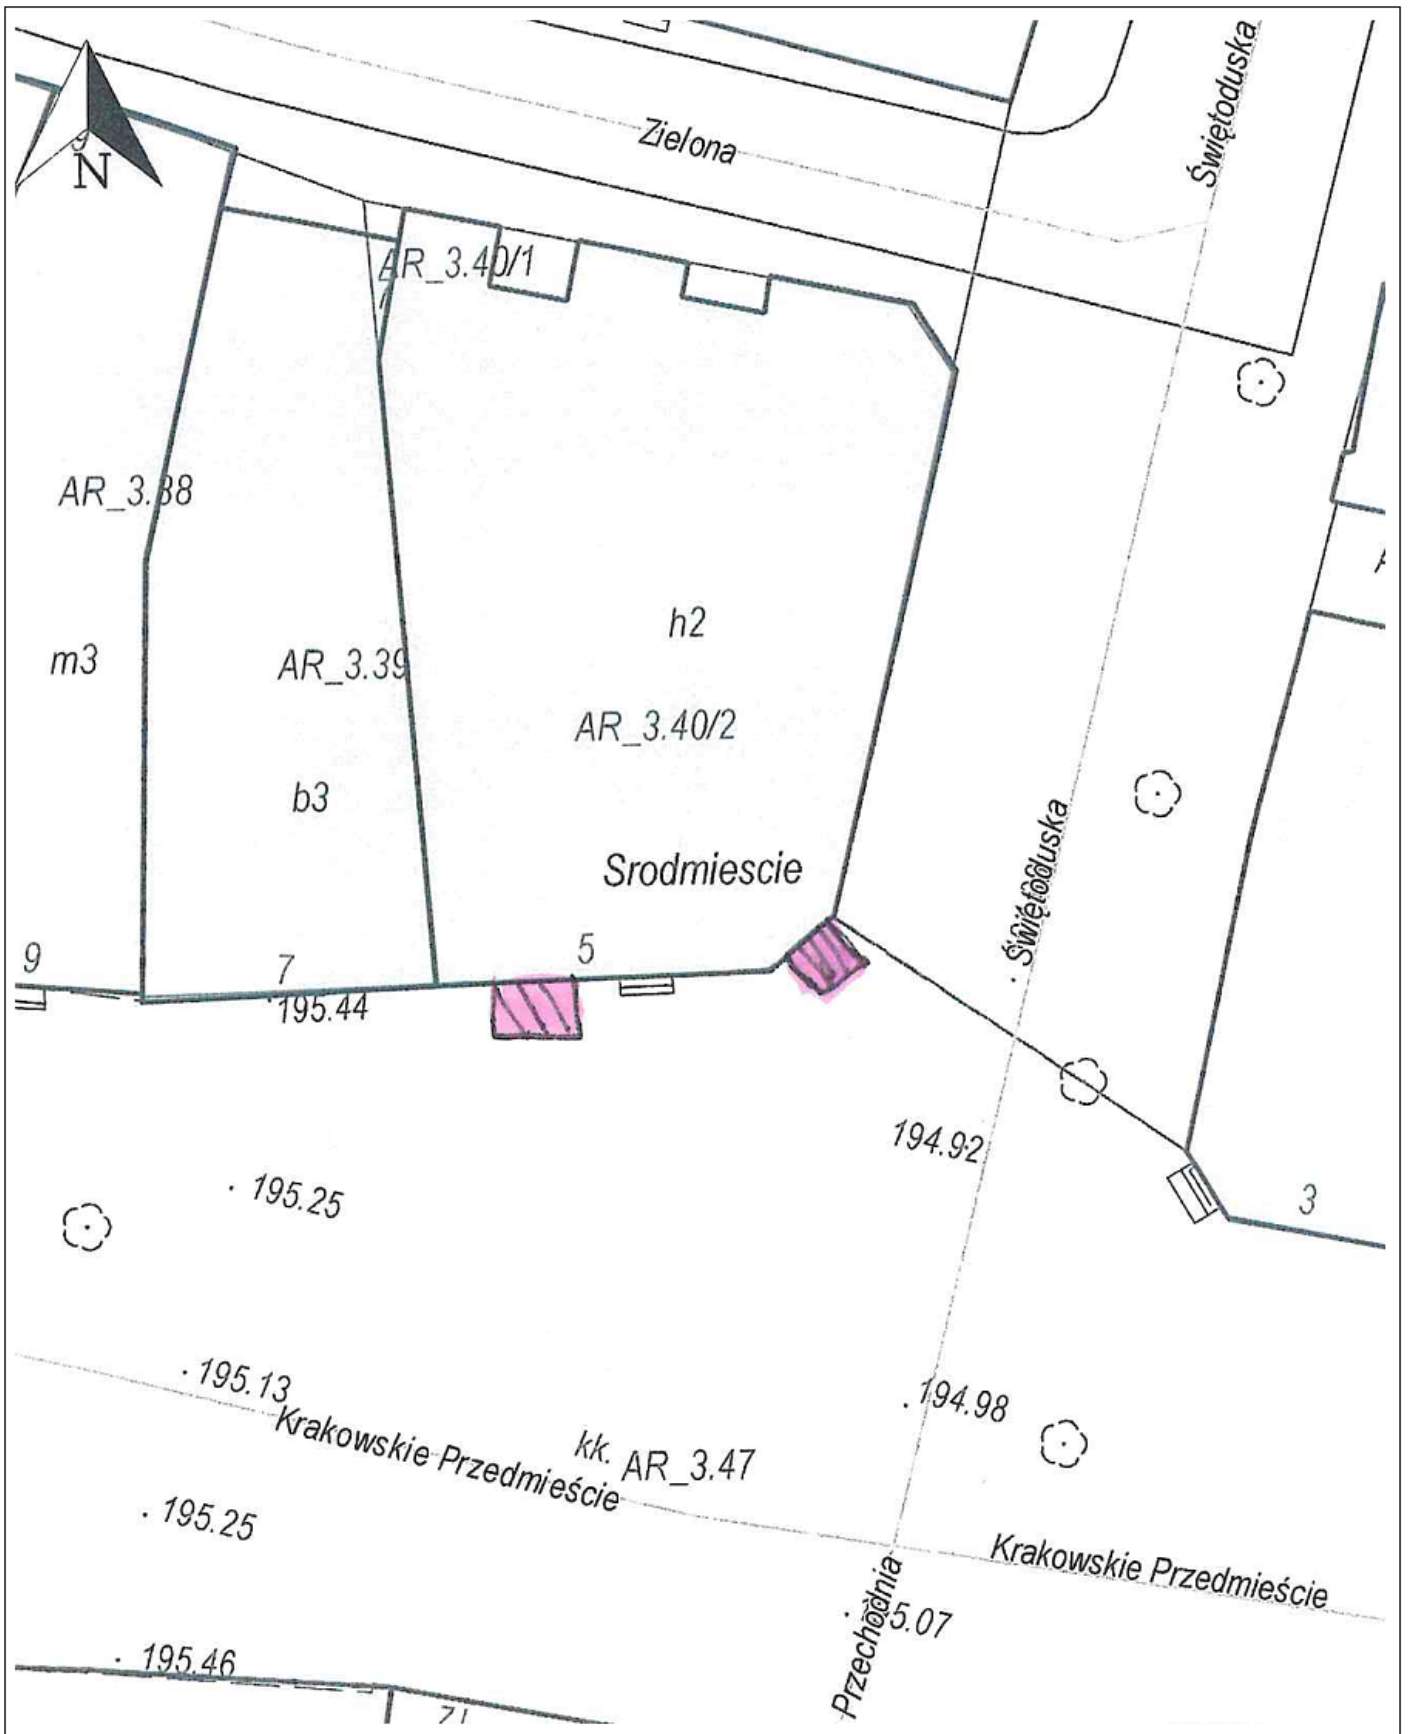 Zielona
Świętoduska
N
AR_3.40/1
AR_3.38
h2
m3
AR_3.39
AR_3.40/2
b3
Srodmiescie
Świętoduska
9
7
5
195.44
194.92
195.25
3
195.13
194.98
Krakowskie Przedmieście
kk.
AR_3.47
195.25
Krakowskie Przedmieście
Przechodnia
195.07
195.46